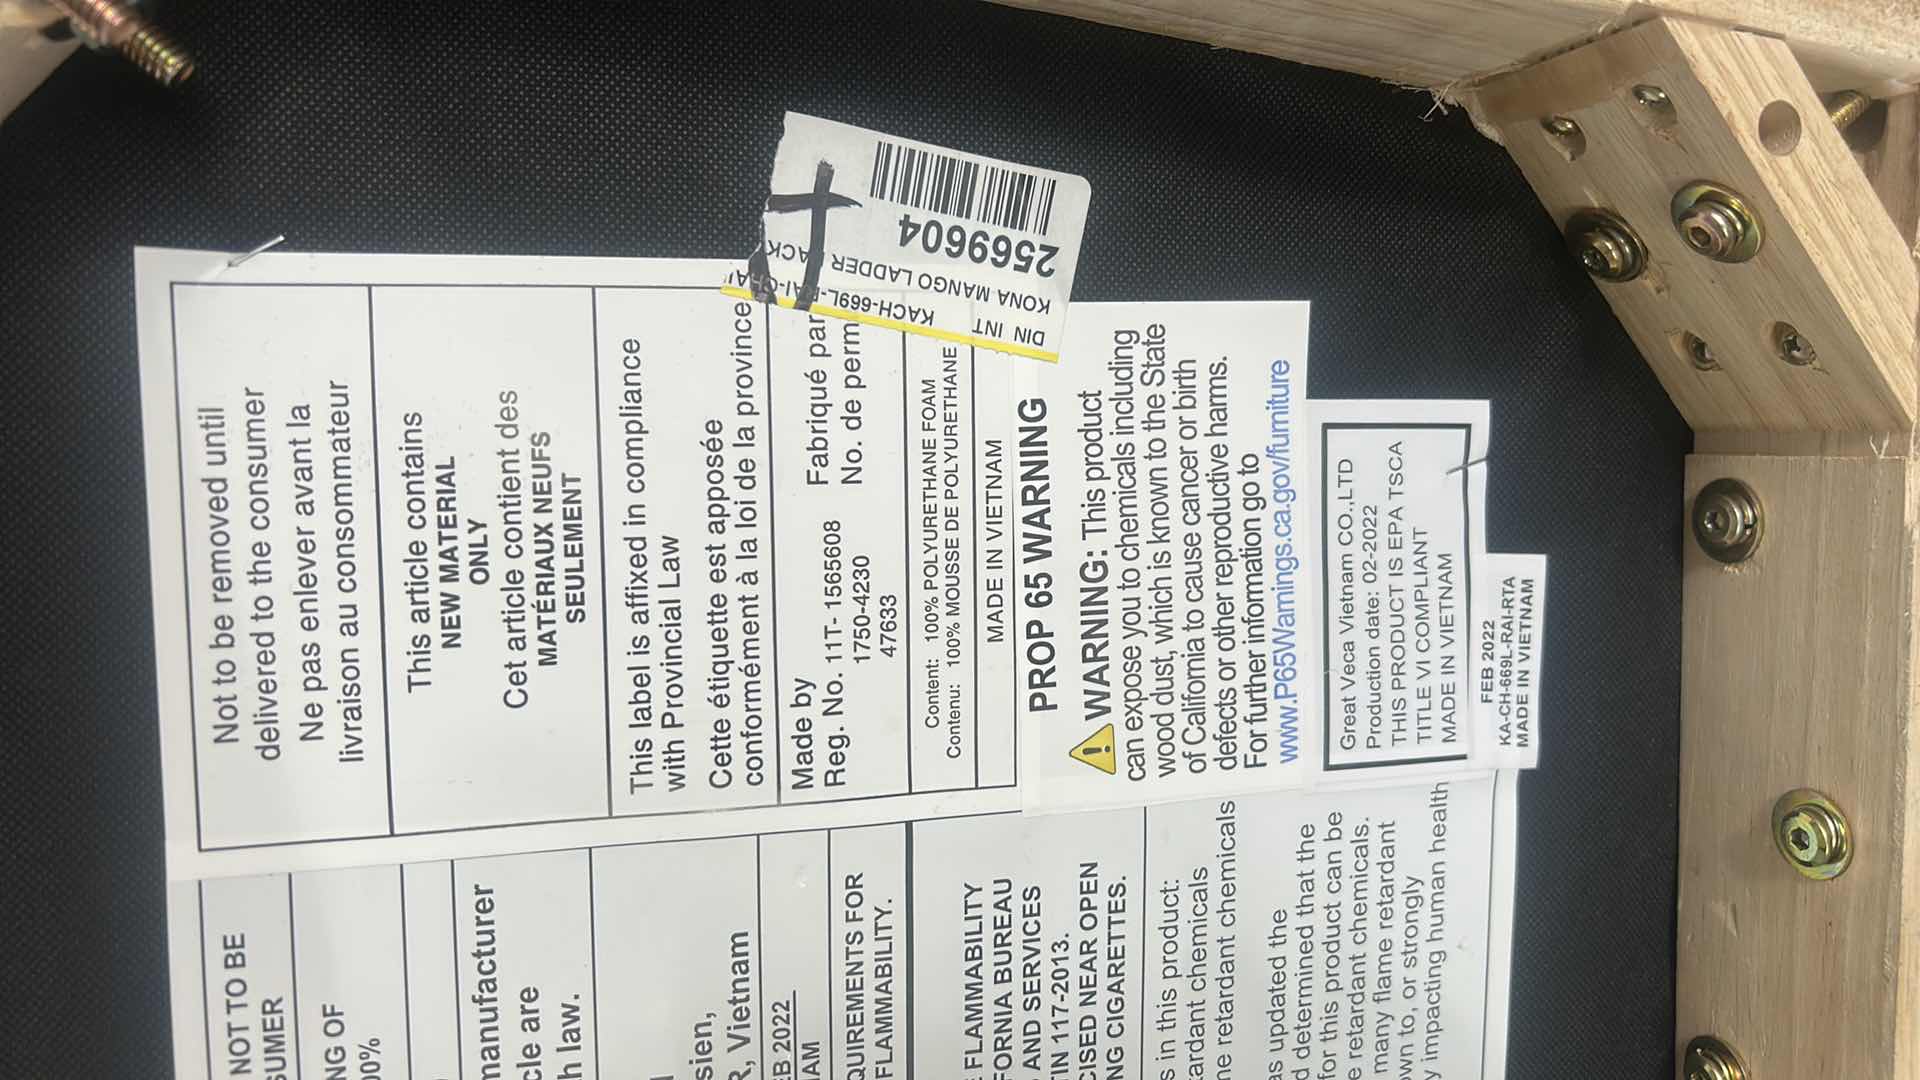 Not to be removed until
delivered to the consumer
Ne pas enlever avant la
livraison au consommateur
This article contains
NEW MATERIAL
ONLY
Cet article contient des
MATÉRIAUX NEUFS
SEULEMENT
This label is affixed in compliance
with Provincial Law
Cette étiquette est apposée
conformément à la loi de la province
Made by Fabriqué par
Reg. No. 11T- 1565608 No. de perm
1750-4230
47633
Content: 100% POLYURETHANE FOAM
Contenu: 100% MOUSSE DE POLYURETHANE
MADE IN VIETNAM
2569604
KONA MANGO LADDER
DIN INT KACH-669L-
PROP 65 WARNING
WARNING: This product
can expose you to chemicals including
wood dust, which is known to the State
of California to cause cancer or birth
defects or other reproductive harms.
For further information go to
www.P65Warnings.ca.gov/furniture
Great Veca Vietnam CO.,LTD
Production date: 02-2022
THIS PRODUCT IS EPA TSCA
TITLE VI COMPLIANT
MADE IN VIETNAM
FEB 2022
KA-CH-669L-RAI-RTA
MADE IN VIETNAM
NOT TO BE
SUMER
NG OF
00%
manufacturer
cle are
h law.
sien,
R, Vietnam
EB 2022
NAM
QUIREMENTS FOR
FLAMMABILITY.
FLAMMABILITY
FORNIA BUREAU
AND SERVICES
TIN 117-2013.
CISED NEAR OPEN
NG CIGARETTES.
s in this product:
tardant chemicals
ne retardant chemicals
as updated the
d determined that the
for this product can be
e retardant chemicals.
many flame retardant
own to, or strongly
y impacting human health